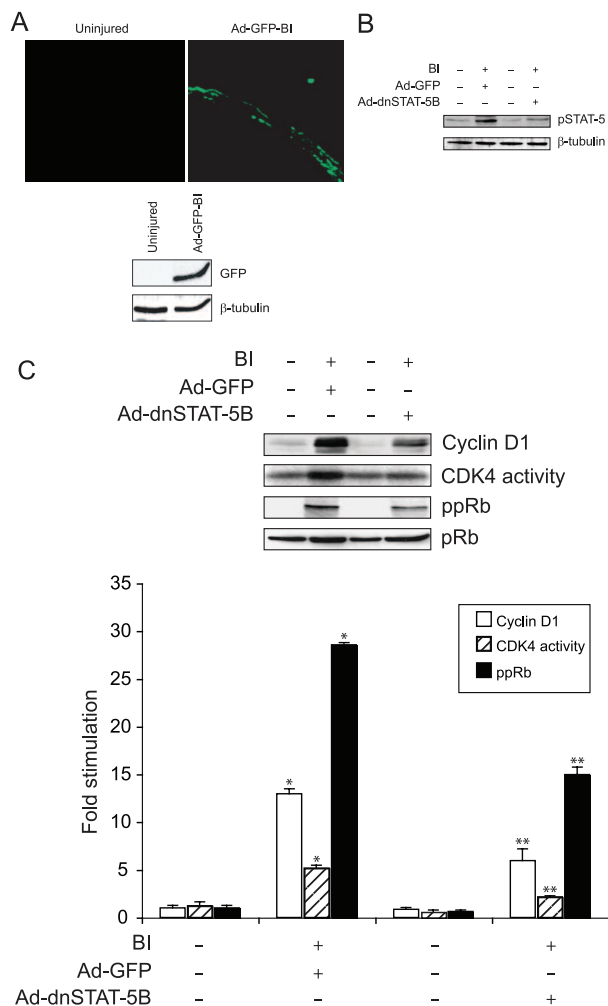 A
Uninjured
Ad-GFP-BI
Uninjured
Ad-GFP-BI
GFP
β-tubulin
B
BI – + – +
Ad-GFP – + – –
Ad-dnSTAT-5B – – – +
pSTAT-5
β-tubulin
C
BI – + – +
Ad-GFP – + – –
Ad-dnSTAT-5B – – – +
Cyclin D1
CDK4 activity
ppRb
pRb
Fold stimulation
35
30
25
20
15
10
5
0
Cyclin D1
CDK4 activity
ppRb
* * *
** ** **
BI – + – +
Ad-GFP – + – –
Ad-dnSTAT-5B – – – +